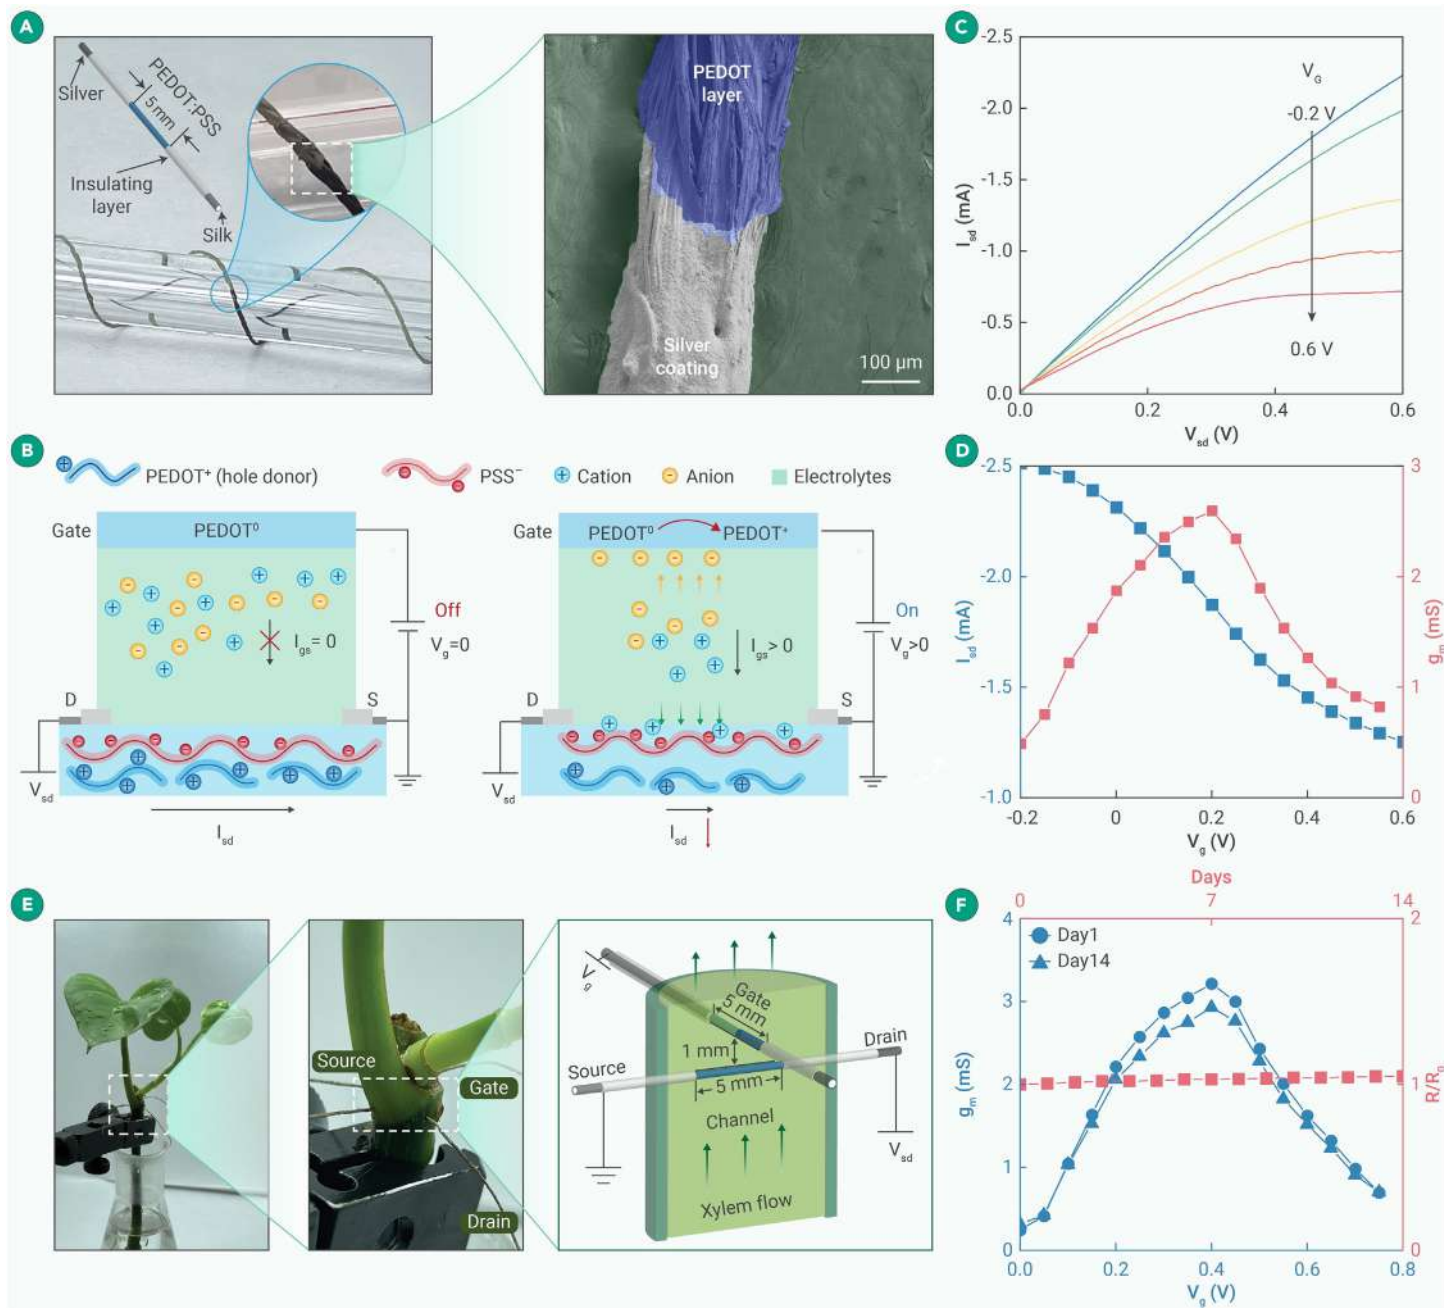 A
Silver
PEDOT:PSS
5 mm
Insulating
layer
Silk
PEDOT
layer
Silver
coating
100 μm
C
-2.5
-2.0
-1.5
-1.0
-0.5
0.0
I_sd (mA)
V_G
-0.2 V
0.6 V
0.0
0.2
0.4
0.6
V_sd (V)
B
PEDOT⁺ (hole donor)
PSS⁻
Cation
Anion
Electrolytes
Gate
PEDOT⁰
Off
V_g=0
I_gs= 0
D
S
V_sd
I_sd
Gate
PEDOT⁰
PEDOT⁺
On
V_g>0
I_gs> 0
D
S
V_sd
I_sd
D
-2.5
-2.0
-1.5
-1.0
I_sd (mA)
3
2
1
0
g_m (mS)
-0.2
0
0.2
0.4
0.6
V_g (V)
E
Source
Gate
Drain
V_g
Gate
5 mm
Drain
1 mm
Source
5 mm
Channel
V_sd
Xylem flow
F
Days
0
7
14
4
3
2
1
0
g_m (mS)
Day1
Day14
2
1
0
R/R_0
0.0
0.2
0.4
0.6
0.8
V_g (V)